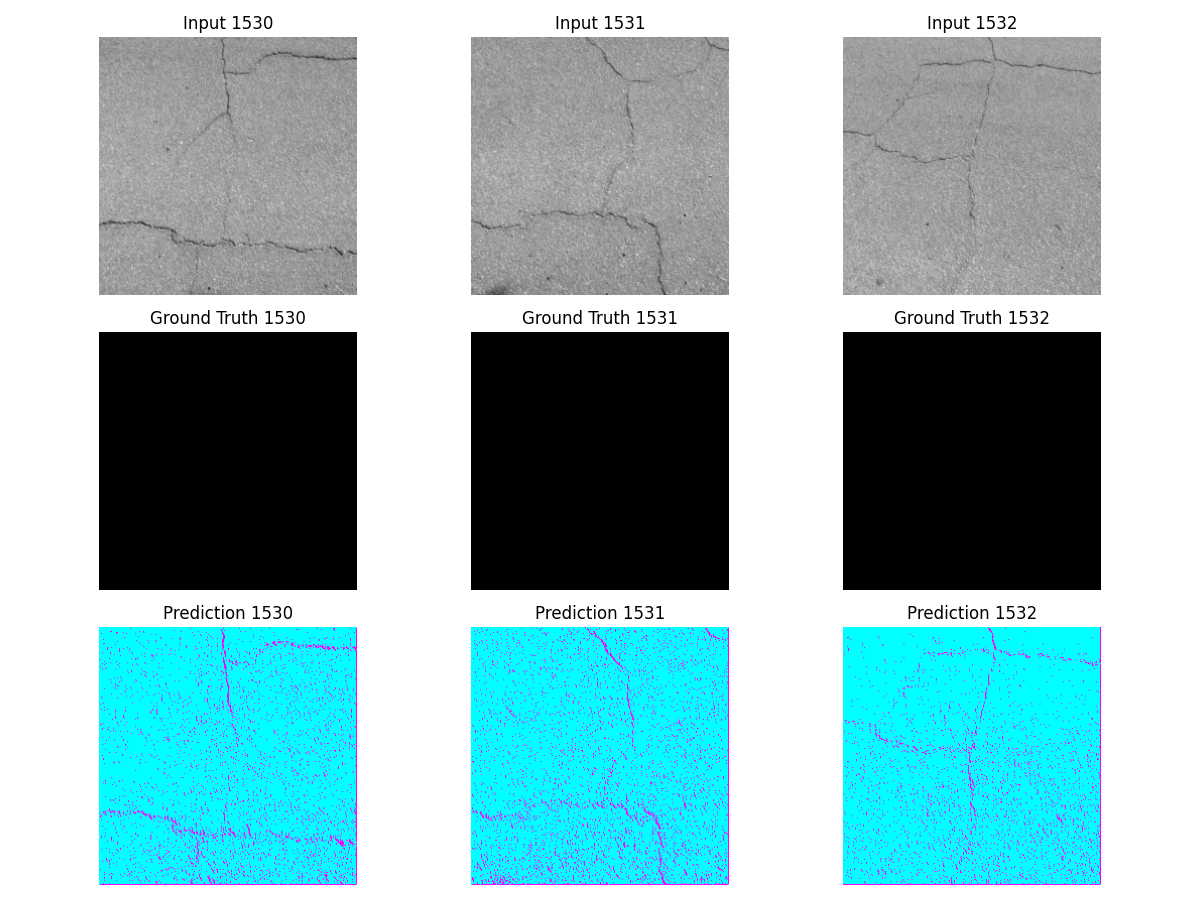 Input 1530
Input 1531
Input 1532
Ground Truth 1530
Ground Truth 1531
Ground Truth 1532
Prediction 1530
Prediction 1531
Prediction 1532